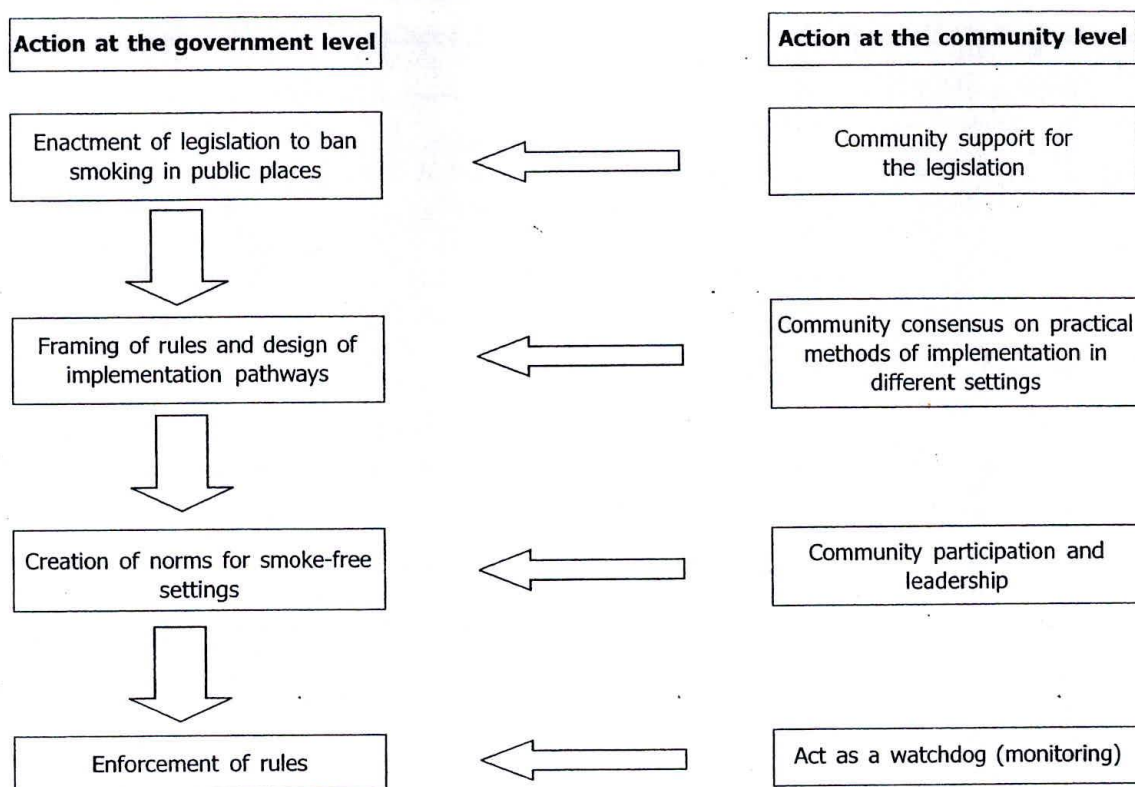 Action at the government level
Action at the community level
Enactment of legislation to ban
smoking in public places
Community support for
the legislation
Framing of rules and design of
implementation pathways
Community consensus on practical
methods of implementation in
different settings
Creation of norms for smoke-free
settings
Community participation and
leadership
Enforcement of rules
Act as a watchdog (monitoring)